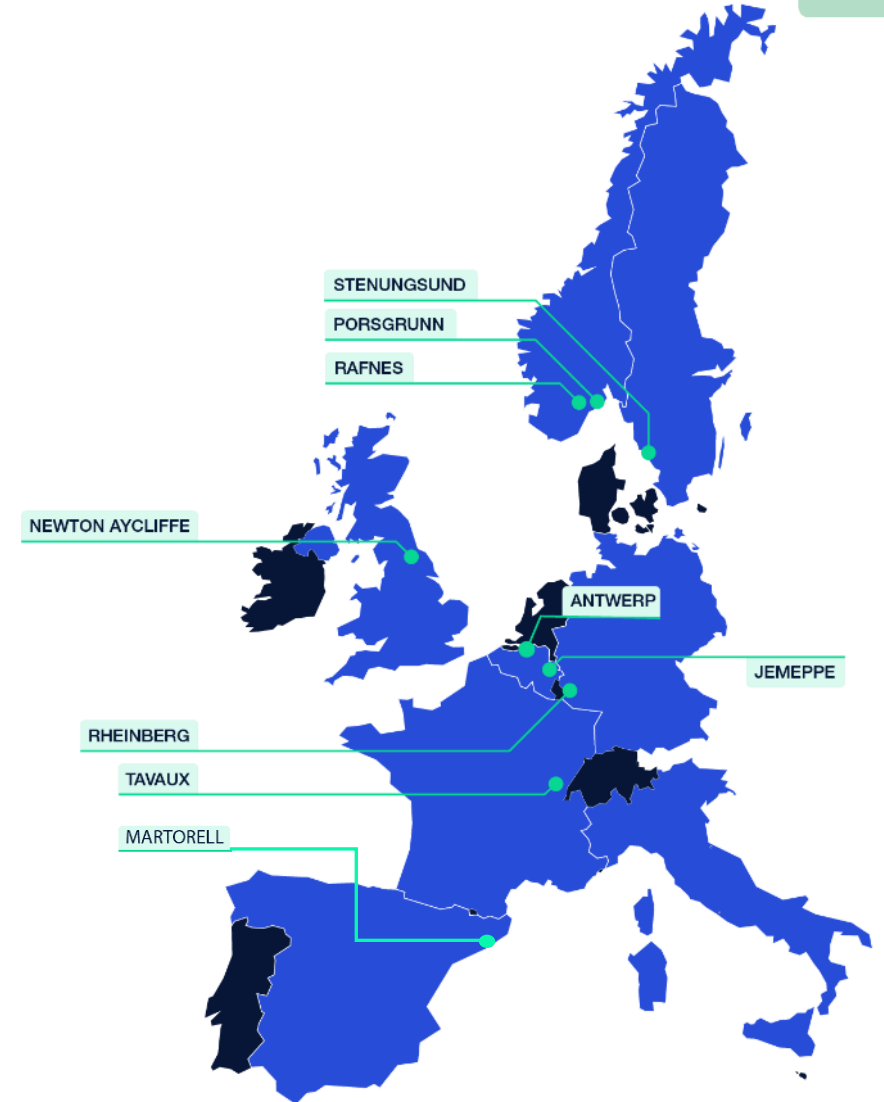 STENUNGSUND
PORSGRUNN
RAFNES
NEWTON AYCLIFFE
ANTWERP
JEMEPPE
RHEINBERG
TAVAUX
MARTORELL